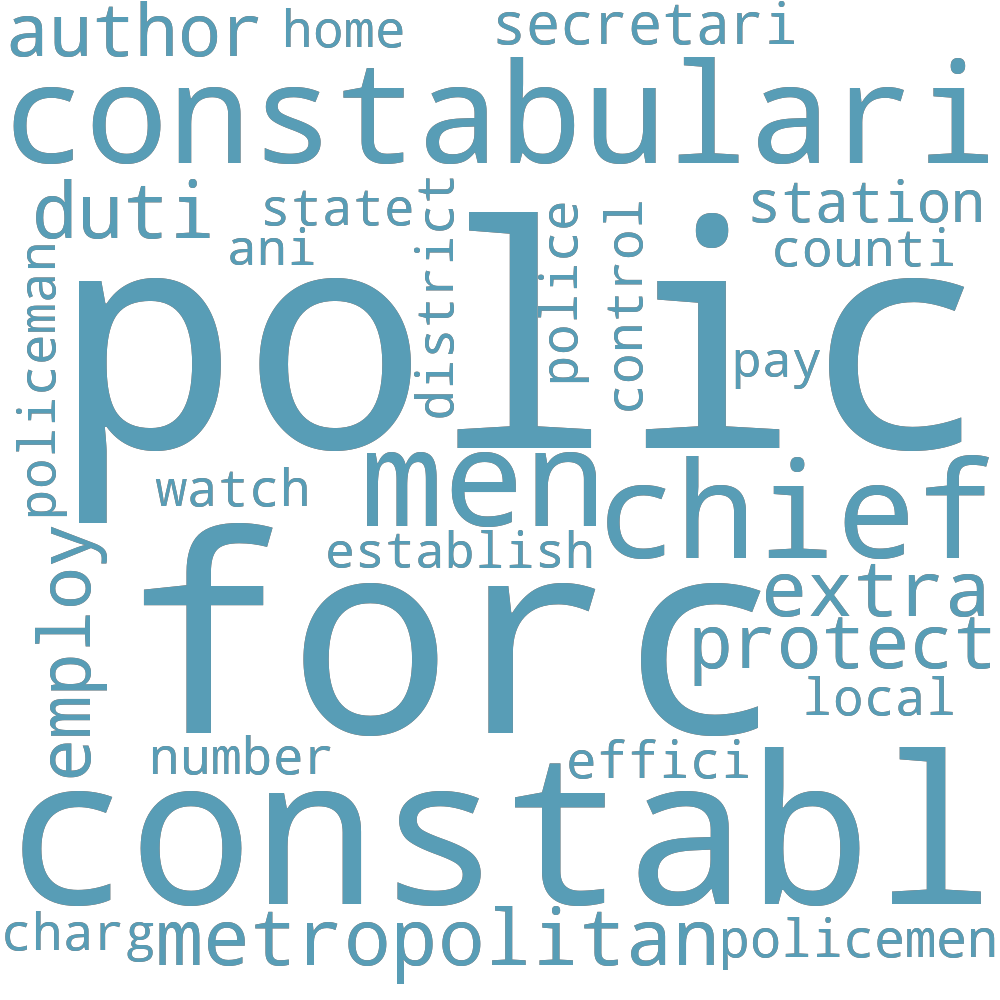 author home secretari
constabulari
duti state station
ani counti
district police control
policeman
polic
pay
men chief
watch
establish
forc
extra
protect
employ
local
number effici
constabl
charg metropolitan policemen